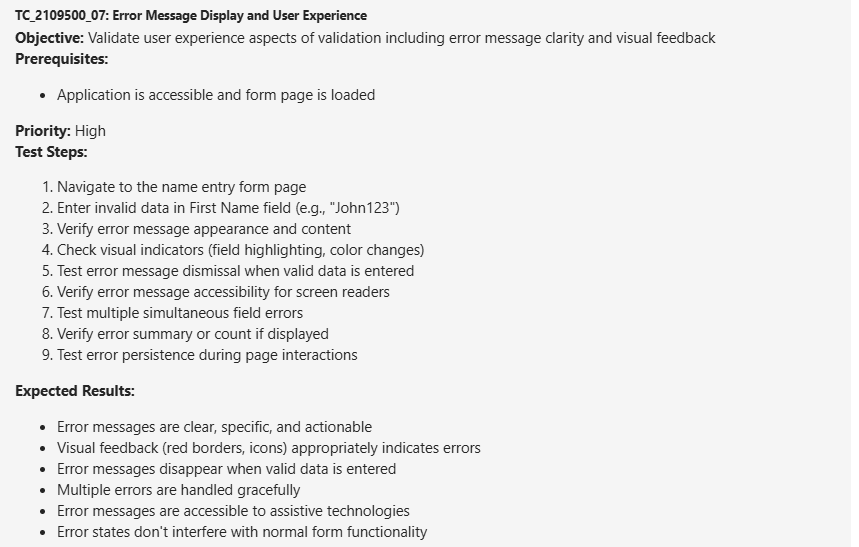 TC_2109500_07: Error Message Display and User Experience
Objective: Validate user experience aspects of validation including error message clarity and visual feedback
Prerequisites:
• Application is accessible and form page is loaded
Priority: High
Test Steps:
1. Navigate to the name entry form page
2. Enter invalid data in First Name field (e.g., "John123")
3. Verify error message appearance and content
4. Check visual indicators (field highlighting, color changes)
5. Test error message dismissal when valid data is entered
6. Verify error message accessibility for screen readers
7. Test multiple simultaneous field errors
8. Verify error summary or count if displayed
9. Test error persistence during page interactions
Expected Results:
• Error messages are clear, specific, and actionable
• Visual feedback (red borders, icons) appropriately indicates errors
• Error messages disappear when valid data is entered
• Multiple errors are handled gracefully
• Error messages are accessible to assistive technologies
• Error states don't interfere with normal form functionality